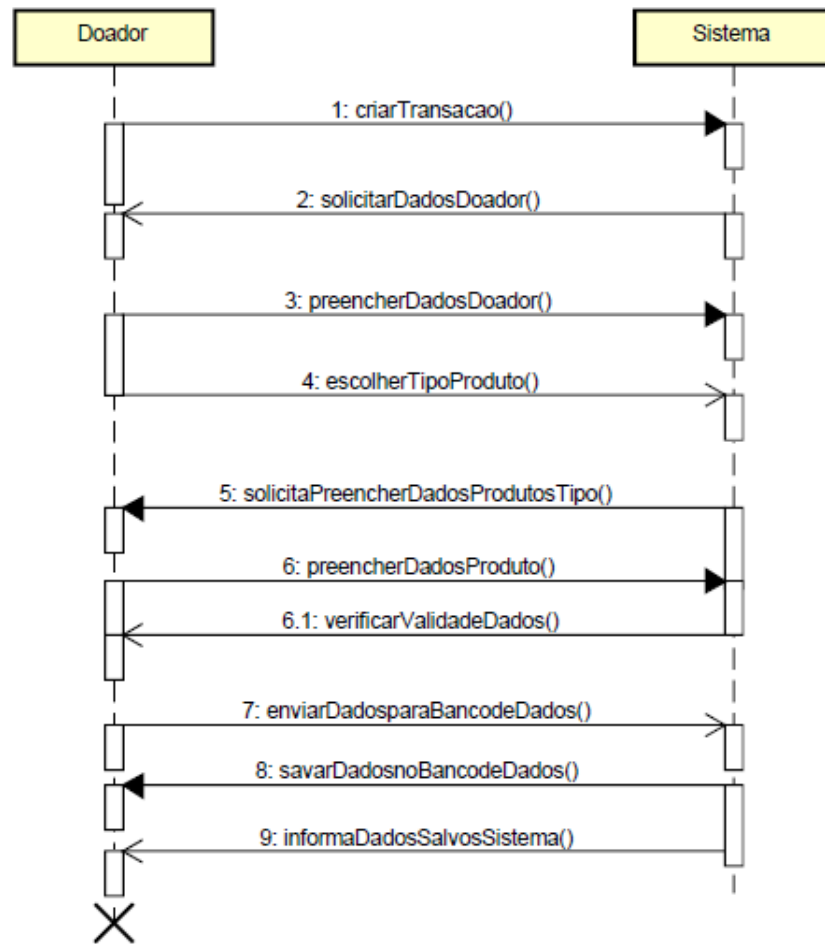 Doador
Sistema
1: criarTransacao()
2: solicitarDadosDoador()
3: preencherDadosDoador()
4: escolherTipoProduto()
5: solicitaPreencherDadosProdutosTipo()
6: preencherDadosProduto()
6.1: verificarValidadeDados()
7: enviarDadosparaBancodeDados()
8: savarDadosnoBancodeDados()
9: informaDadosSalvosSistema()